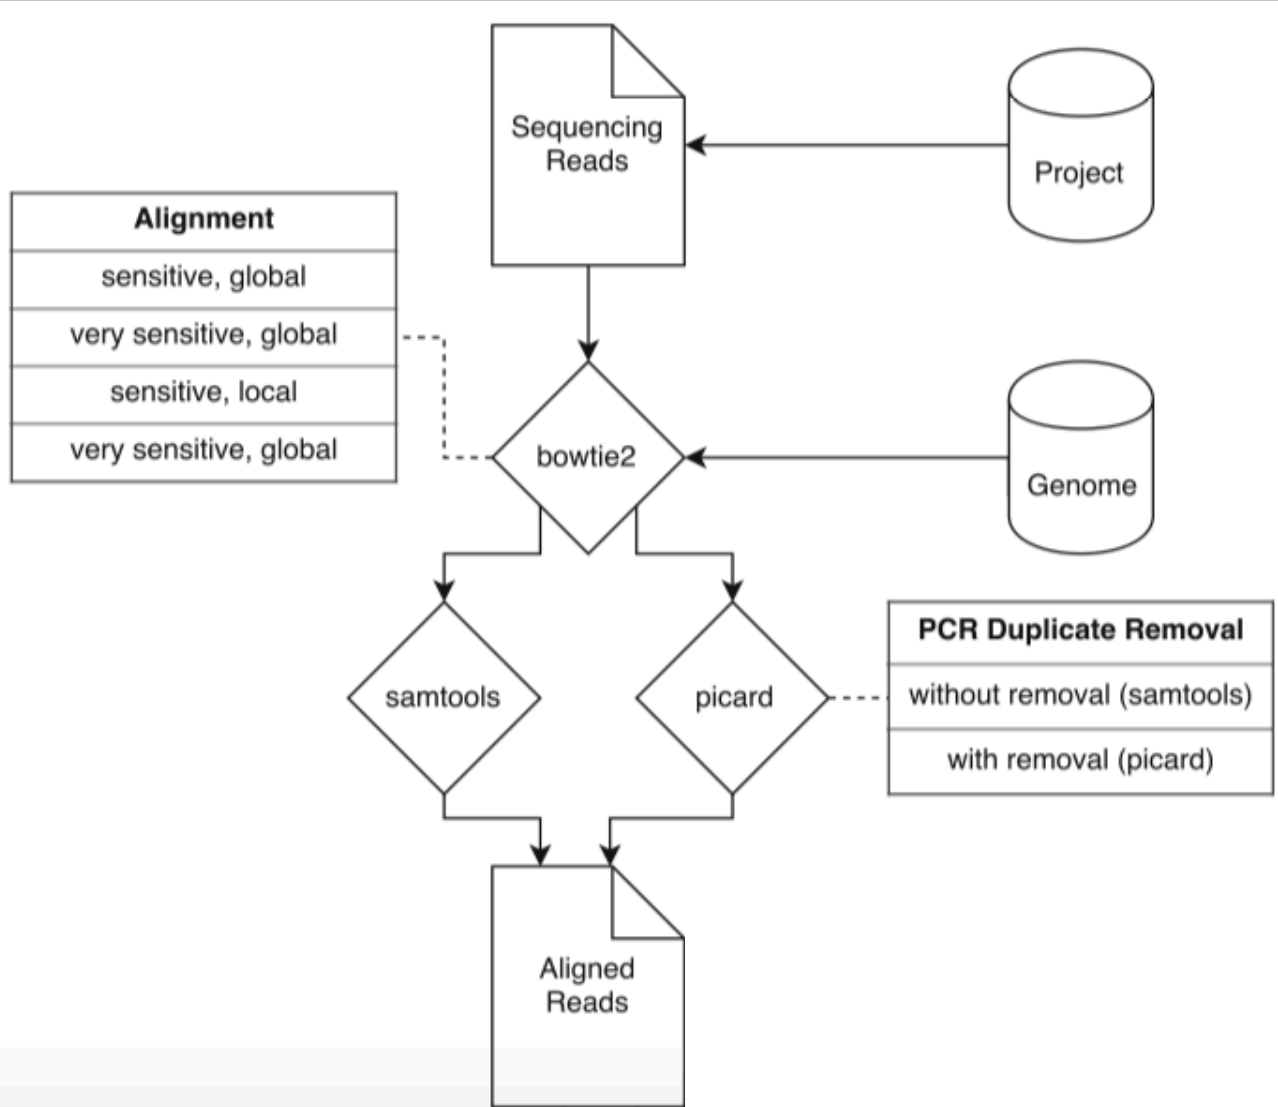 Sequencing
Reads
Project
Alignment
sensitive, global
very sensitive, global
sensitive, local
very sensitive, global
bowtie2
Genome
samtools
picard
PCR Duplicate Removal
without removal (samtools)
with removal (picard)
Aligned
Reads